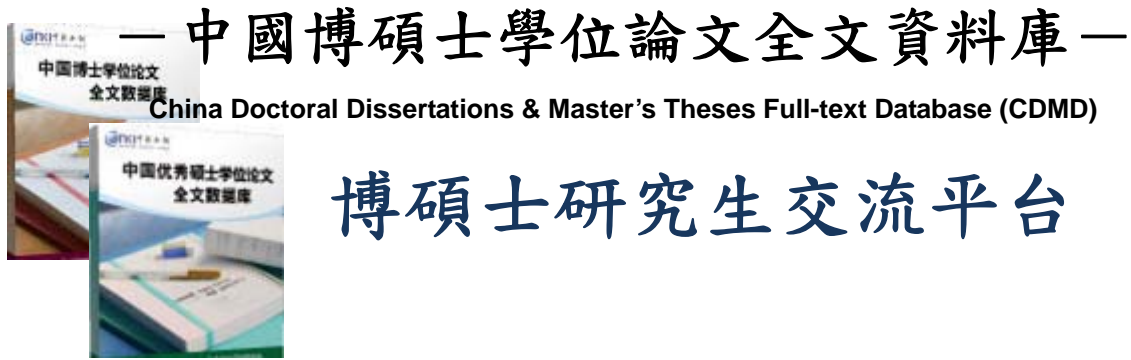 －中國博碩士學位論文全文資料庫－
China Doctoral Dissertations & Master’s Theses Full-text Database (CDMD)
博碩士研究生交流平台
中国博士学位论文
全文数据库
中国优秀硕士学位论文
全文数据库